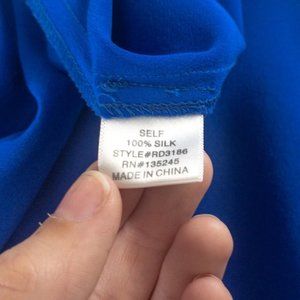 SELF
100% SILK
STYLE#RD3186
RN#135245
MADE IN CHINA